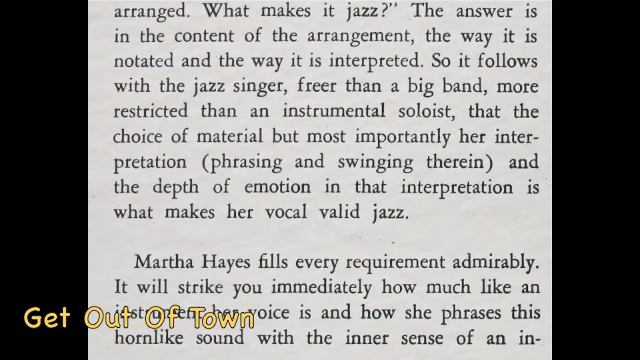 arranged. What makes it jazz?" The answer is
in the content of the arrangement, the way it is
notated and the way it is interpreted. So it follows
with the jazz singer, freer than a big band, more
restricted than an instrumental soloist, that the
choice of material but most importantly her inter-
pretation (phrasing and swinging therein) and
the depth of emotion in that interpretation is
what makes her vocal valid jazz.
Martha Hayes fills every requirement admirably.
It will strike you immediately how much like an
instrument her voice is and how she phrases this
hornlike sound with the inner sense of an in-
Get Out Of Town